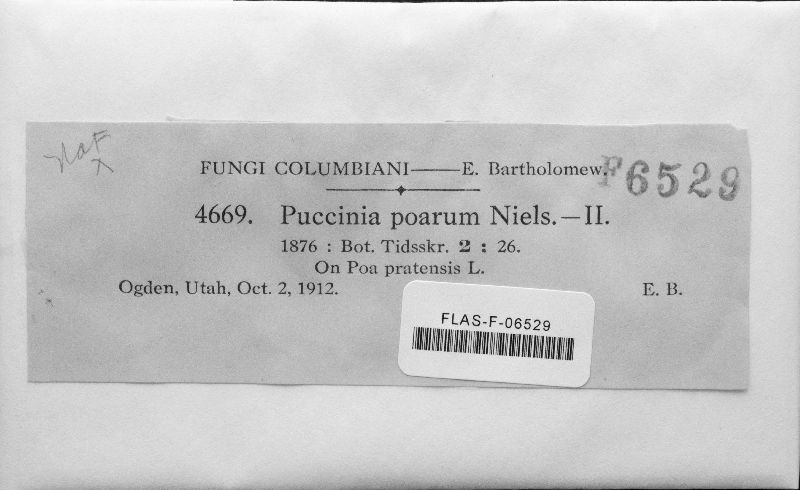 FUNGI COLUMBIANI——E. Bartholomew.
F6529
4669. Puccinia poarum Niels.—II.
1876 : Bot. Tidsskr. 2 : 26.
On Poa pratensis L.
Ogden, Utah, Oct. 2, 1912. E. B.
FLAS-F-06529